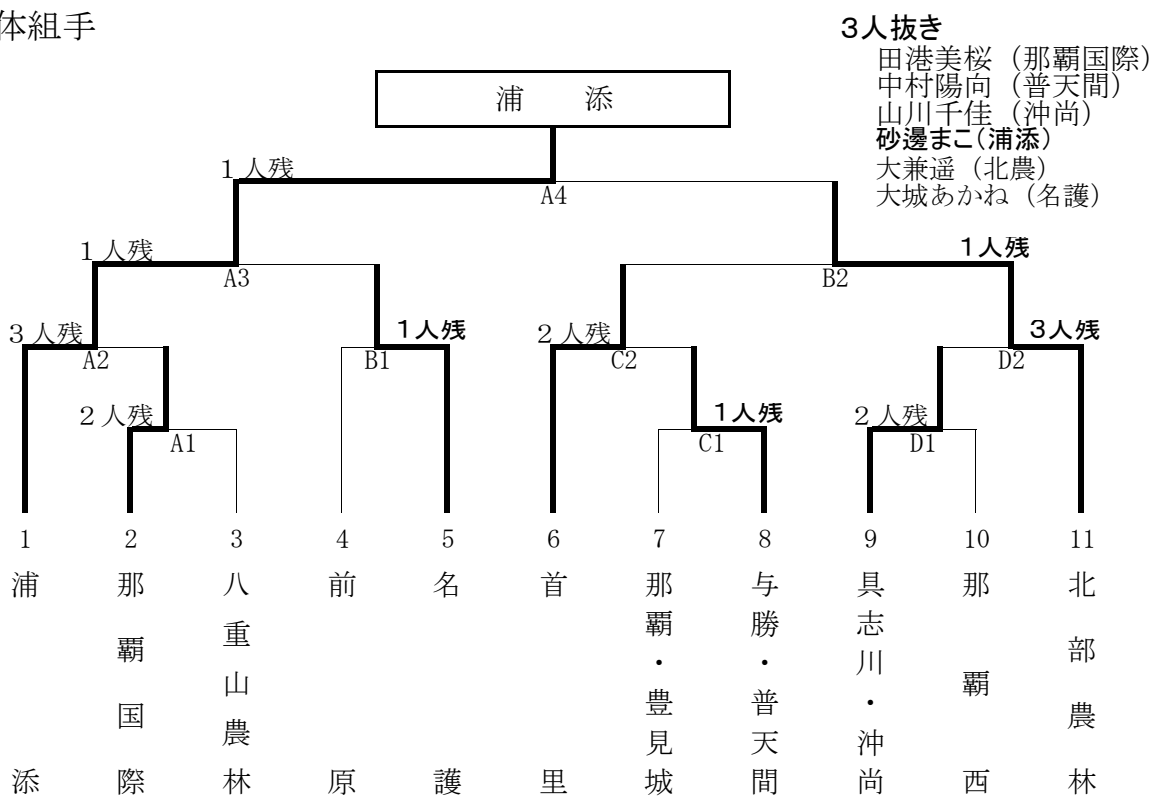 体組手
3人抜き
田港美桜（那覇国際）
中村陽向（普天間）
山川千佳（沖尚）
砂邊まこ(浦添)
大兼遥（北農）
大城あかね（名護）
浦　添
1人残
A4
1人残
A3
1人残
B2
3人残
A2
1人残
B1
2人残
C2
3人残
D2
2人残
A1
1人残
C1
2人残
D1
1 2 3 4 5 6 7 8 9 10 11
浦添
那覇国際
八重山農林
前原
名護
首里
那覇・豊見城
与勝・普天間
具志川・沖尚
那覇西
北部農林